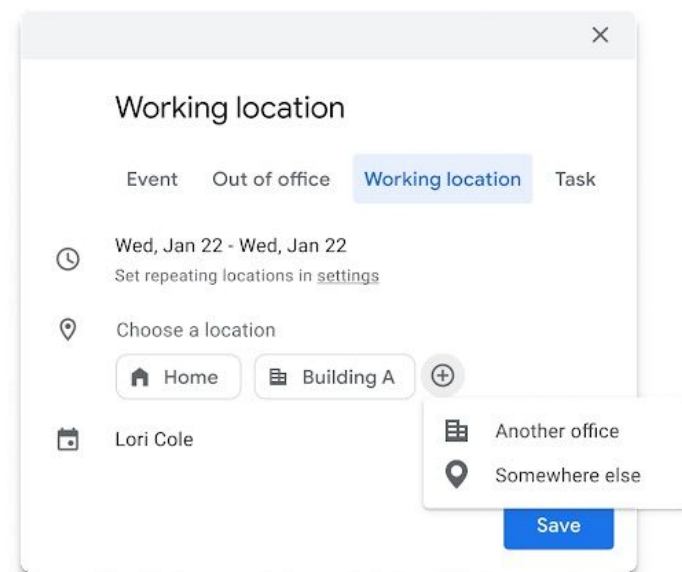 Working location
Event Out of office Working location Task
Wed, Jan 22 - Wed, Jan 22
Set repeating locations in settings
Choose a location
Home Building A
Lori Cole
Another office
Somewhere else
Save